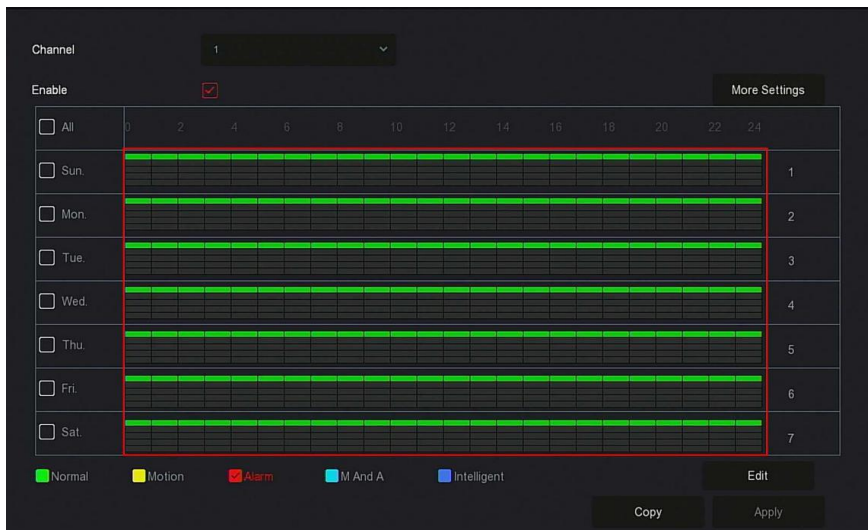 Channel 1
Enable More Settings
All 0 2 4 6 8 10 12 14 16 18 20 22 24
Sun. 1
Mon. 2
Tue. 3
Wed. 4
Thu. 5
Fri. 6
Sat. 7
Normal Motion Alarm M And A Intelligent Edit
Copy Apply